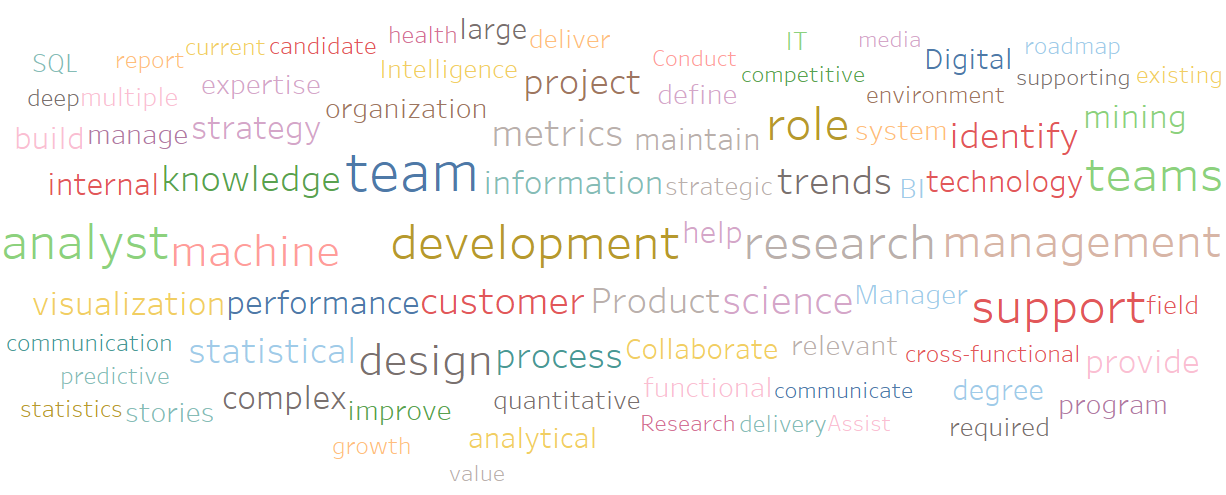 health large deliver
current candidate IT media
SQL report Intelligence Conduct Digital roadmap
expertise project competitive supporting existing
deep multiple organization define environment
build manage strategy metrics maintain role system identify mining
internal knowledge team information strategic trends BI technology teams
analyst machine development help research management
visualization performance customer Product science Manager support field
communication statistical design process Collaborate relevant cross-functional provide
predictive complex functional communicate degree
statistics stories improve quantitative Research delivery Assist required program
growth analytical
value